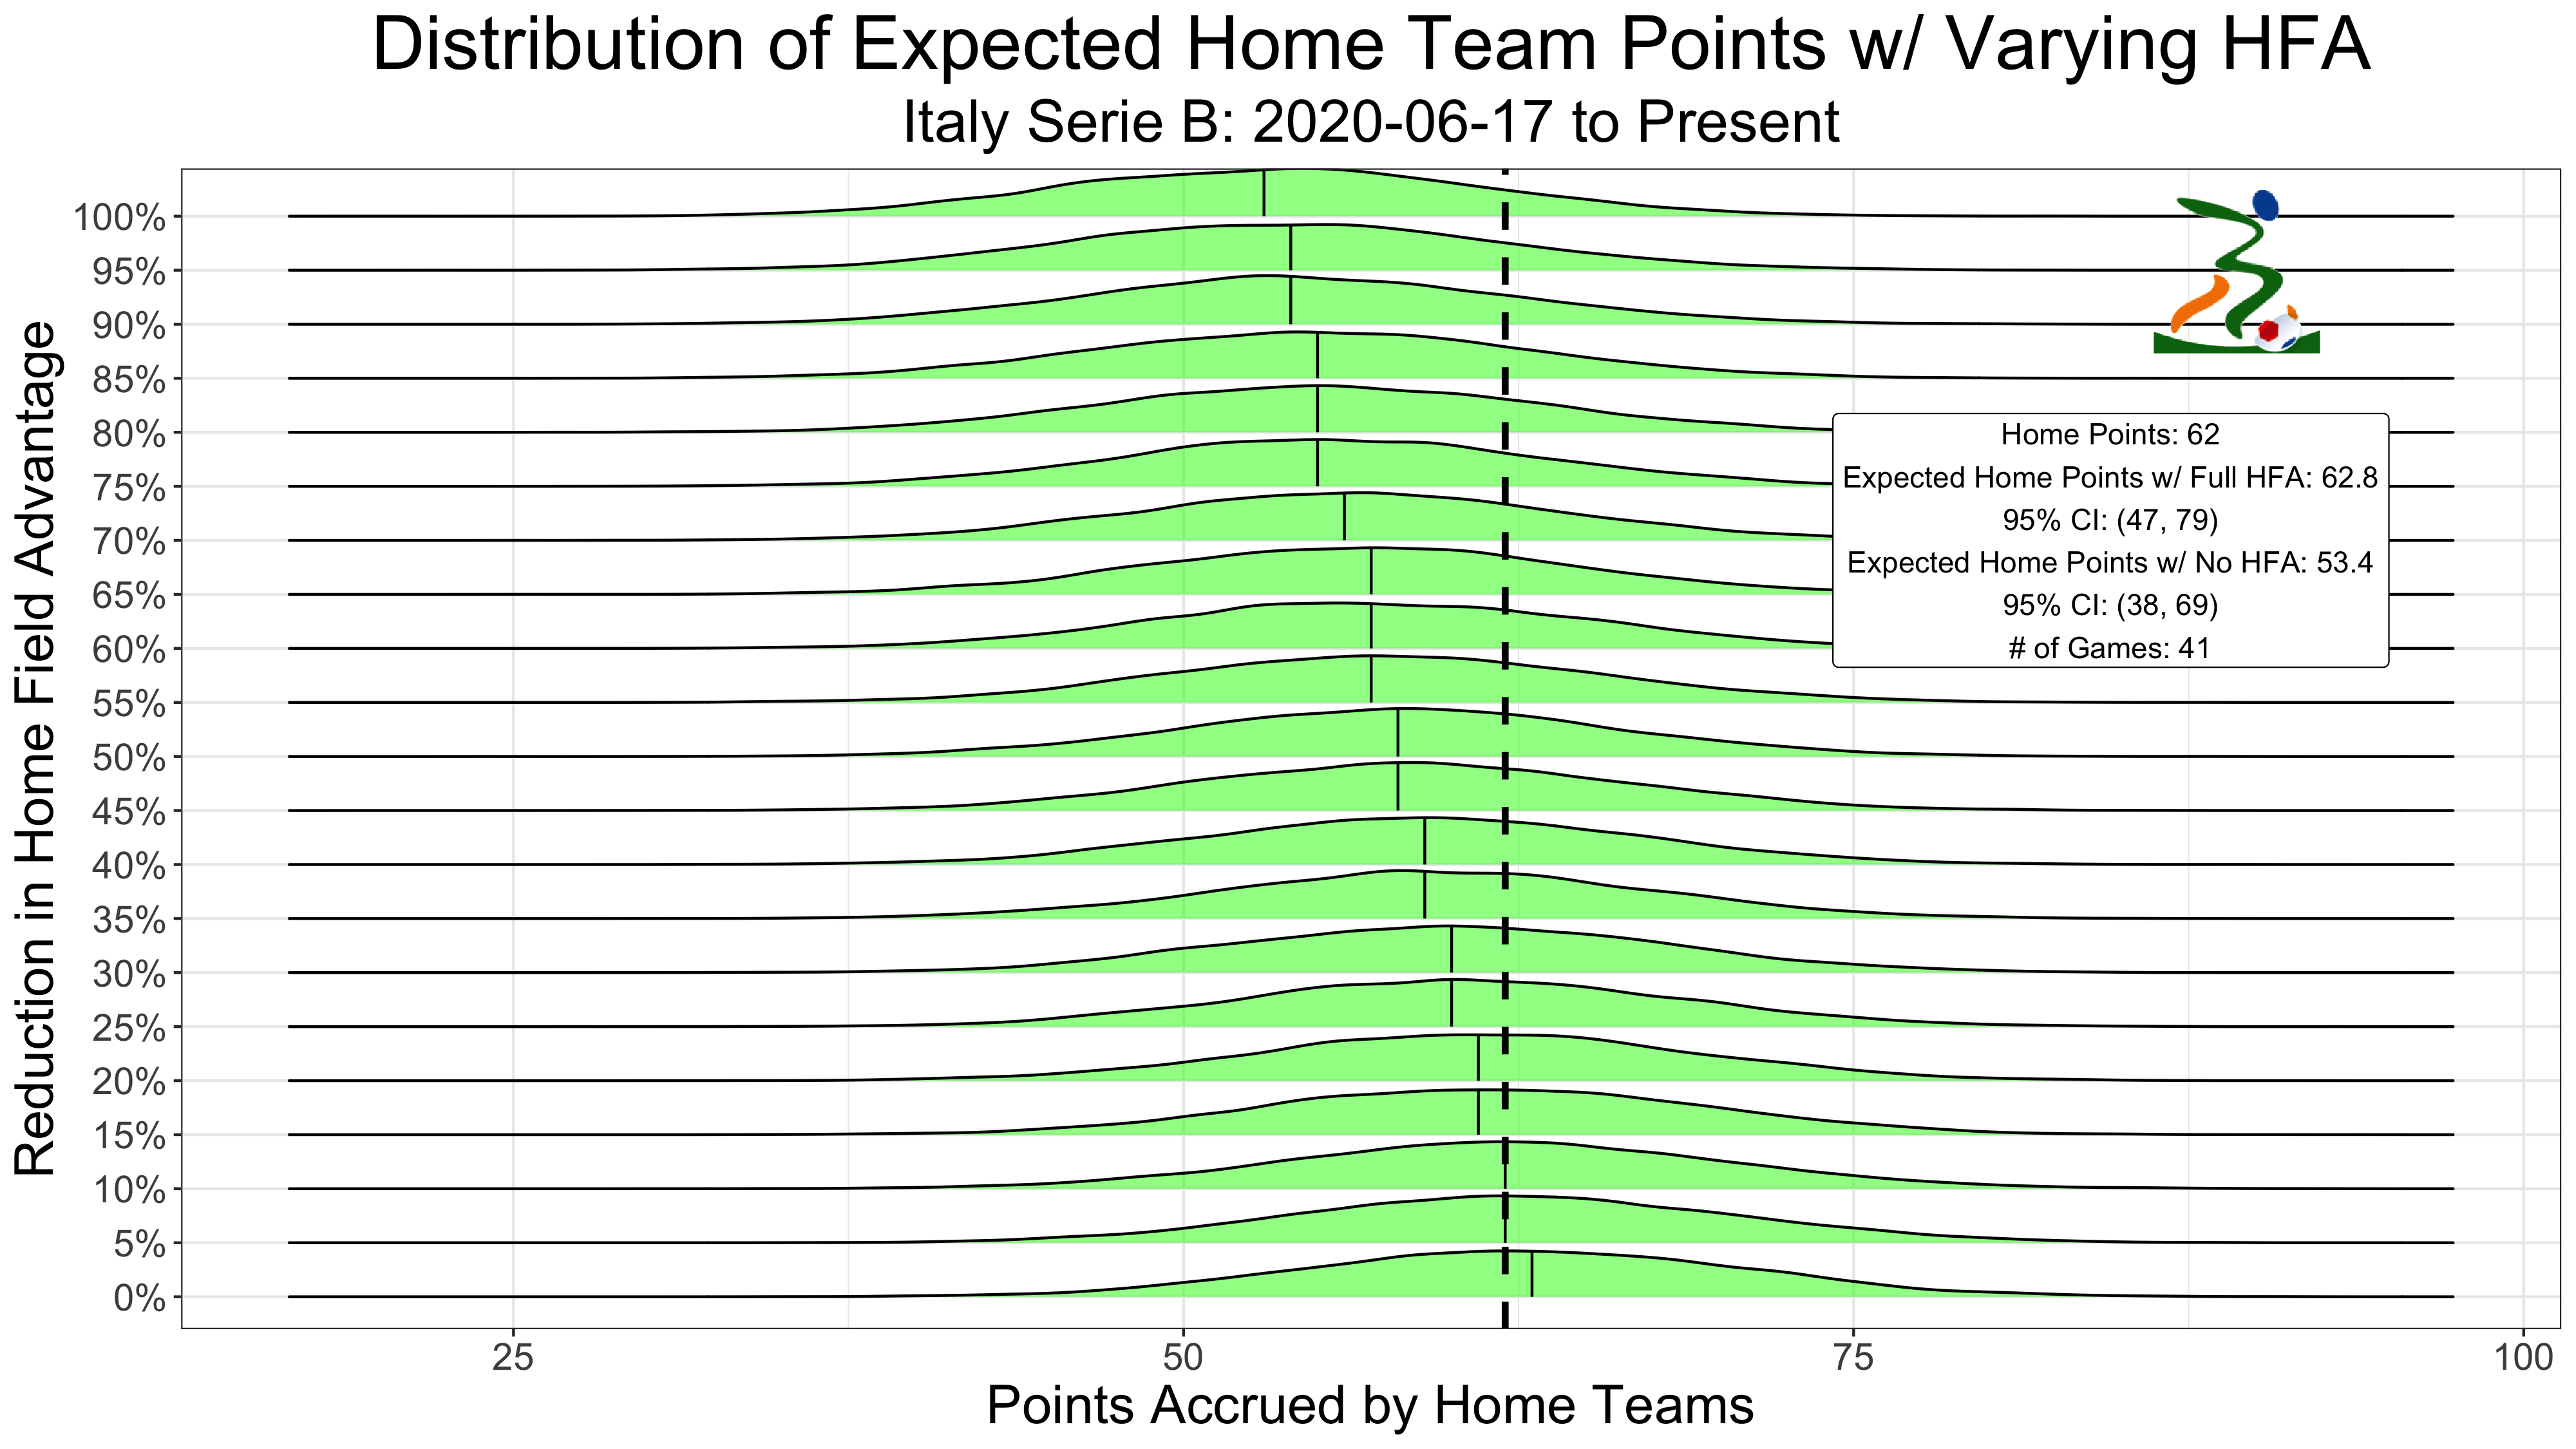 Distribution of Expected Home Team Points w/ Varying HFA
Italy Serie B: 2020-06-17 to Present
Reduction in Home Field Advantage
100%
95%
90%
85%
80%
75%
70%
65%
60%
55%
50%
45%
40%
35%
30%
25%
20%
15%
10%
5%
0%
Home Points: 62
Expected Home Points w/ Full HFA: 62.8
95% CI: (47, 79)
Expected Home Points w/ No HFA: 53.4
95% CI: (38, 69)
# of Games: 41
25 50 75 100
Points Accrued by Home Teams